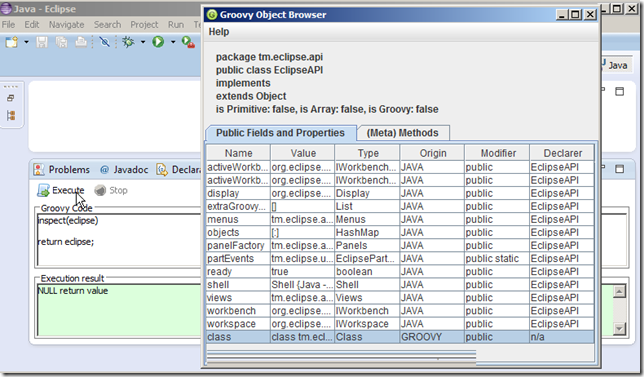 Java - Eclipse
File Edit Navigate Search Project Run T
Java
Problems @ Javadoc Declara
Execute Stop
Groovy Code
inspect(eclipse)
return eclipse;
Execution result
NULL return value
Groovy Object Browser
Help
package tm.eclipse.api
public class EclipseAPI
implements
extends Object
is Primitive: false, is Array: false, is Groovy: false
Public Fields and Properties (Meta) Methods
Name Value Type Origin Modifier Declarer
activeWorkb... org.eclipse.... IWorkbench... JAVA public EclipseAPI
activeWorkb... org.eclipse.... IWorkbench... JAVA public EclipseAPI
display org.eclipse.... Display JAVA public EclipseAPI
extraGroovy... [] List JAVA public EclipseAPI
menus tm.eclipse.a... Menus JAVA public EclipseAPI
objects [:] HashMap JAVA public EclipseAPI
panelFactory tm.eclipse.a... Panels JAVA public EclipseAPI
partEvents tm.eclipse.u... EclipsePart... JAVA public static EclipseAPI
ready true boolean JAVA public EclipseAPI
shell Shell {Java -... Shell JAVA public EclipseAPI
views tm.eclipse.a... Views JAVA public EclipseAPI
workbench org.eclipse.... IWorkbench JAVA public EclipseAPI
workspace org.eclipse.... IWorkspace JAVA public EclipseAPI
class class tm.ecl... Class GROOVY public n/a